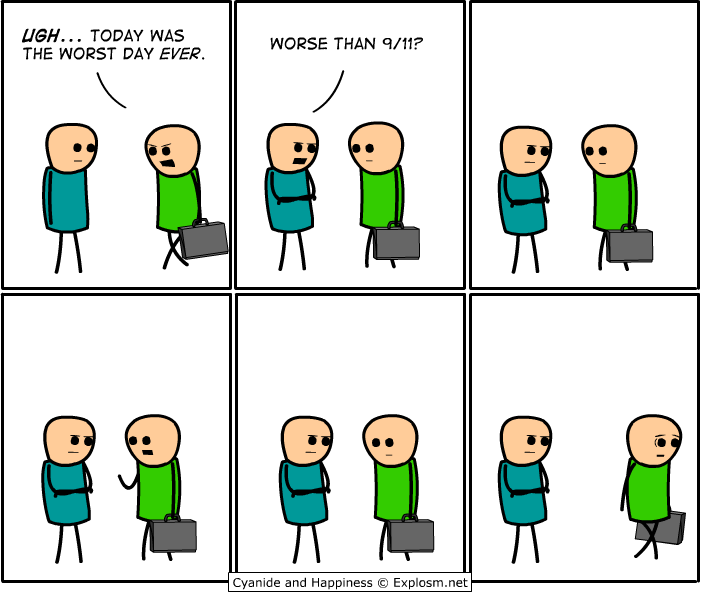 UGH... TODAY WAS
THE WORST DAY EVER.
WORSE THAN 9/11?
Cyanide and Happiness © Explosm.net